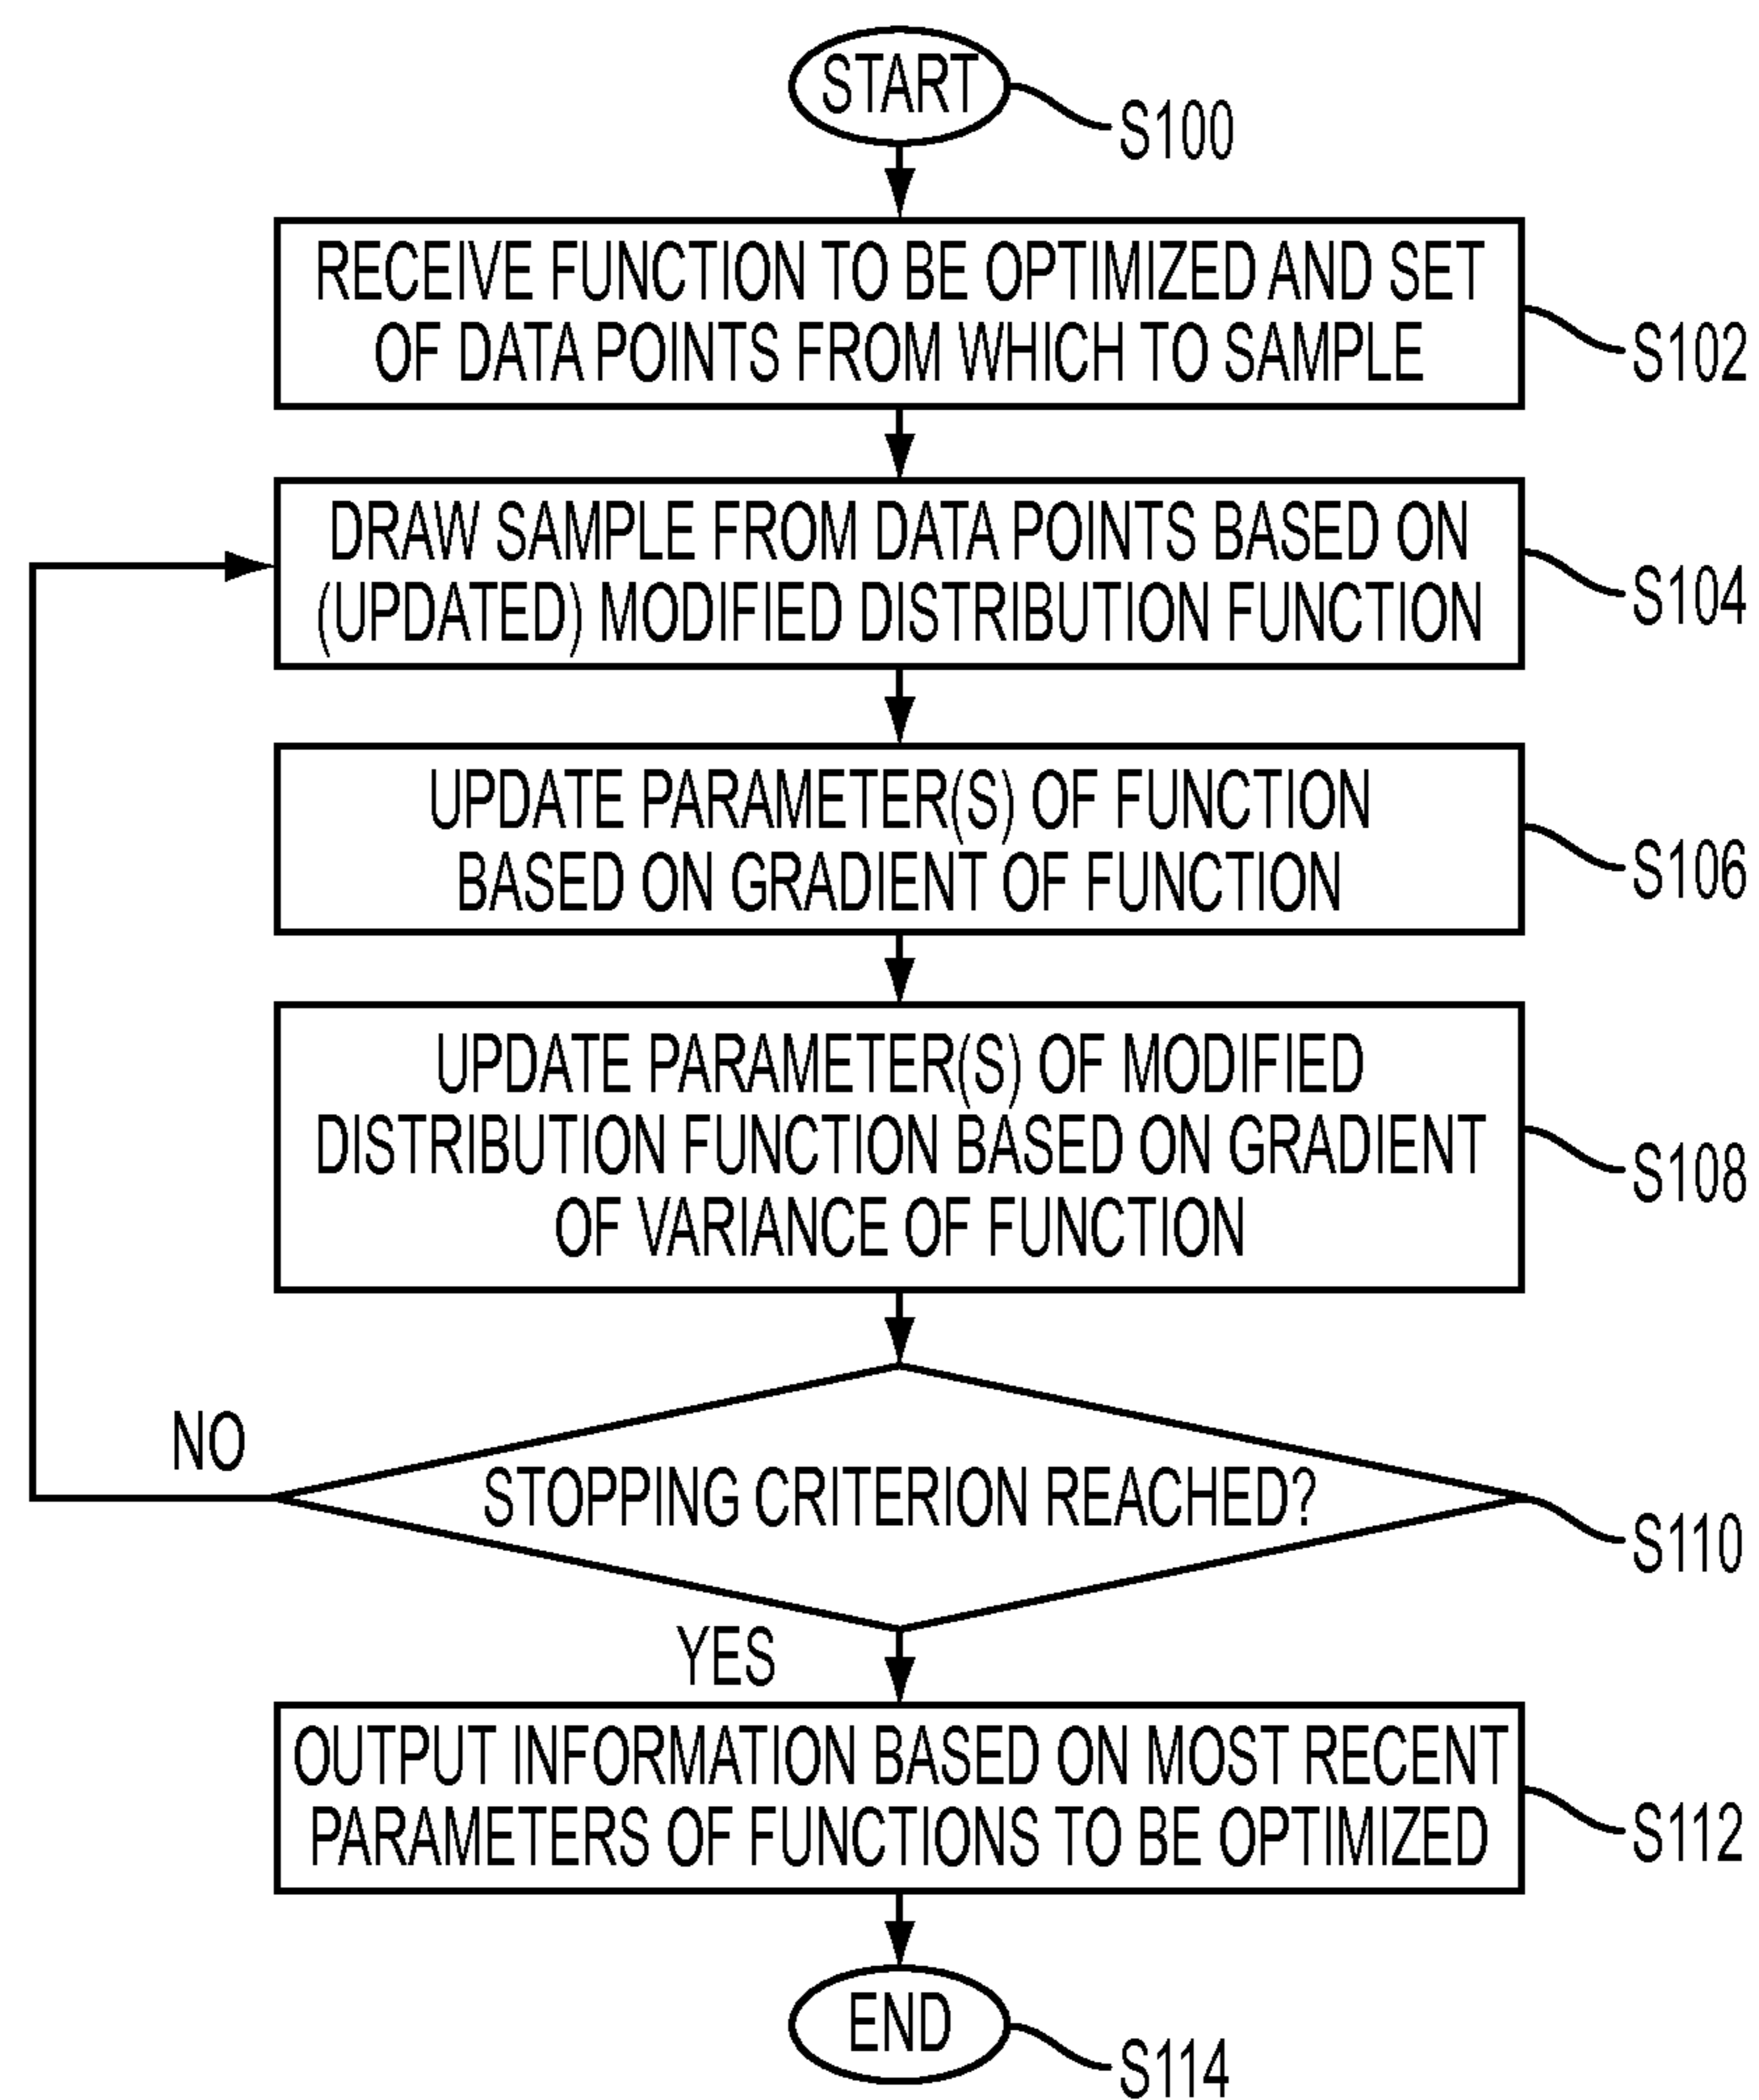 START
S100
RECEIVE FUNCTION TO BE OPTIMIZED AND SET
OF DATA POINTS FROM WHICH TO SAMPLE
S102
DRAW SAMPLE FROM DATA POINTS BASED ON
(UPDATED) MODIFIED DISTRIBUTION FUNCTION
S104
UPDATE PARAMETER(S) OF FUNCTION
BASED ON GRADIENT OF FUNCTION
S106
UPDATE PARAMETER(S) OF MODIFIED
DISTRIBUTION FUNCTION BASED ON GRADIENT
OF VARIANCE OF FUNCTION
S108
NO
STOPPING CRITERION REACHED?
S110
YES
OUTPUT INFORMATION BASED ON MOST RECENT
PARAMETERS OF FUNCTIONS TO BE OPTIMIZED
S112
END
S114